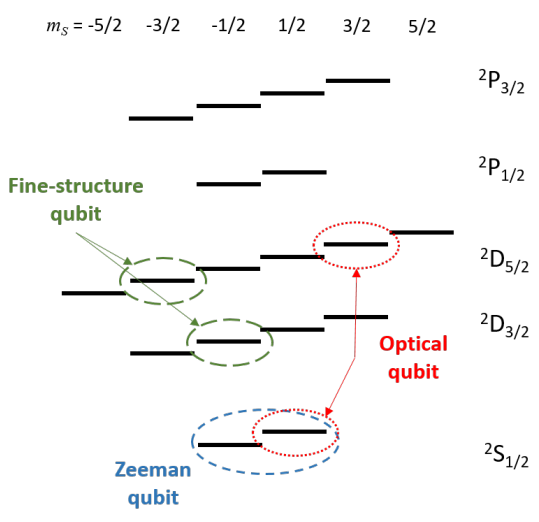 mS = -5/2 -3/2 -1/2 1/2 3/2 5/2
²P₃/₂
²P₁/₂
Fine-structure
qubit
²D₅/₂
²D₃/₂
Optical
qubit
²S₁/₂
Zeeman
qubit